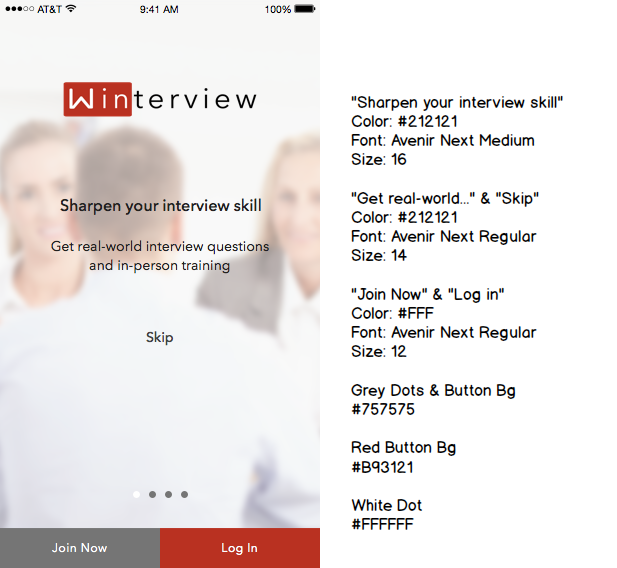 AT&T 9:41 AM 100%
Winterview
Sharpen your interview skill
Get real-world interview questions
and in-person training
Skip
Join Now Log In
"Sharpen your interview skill"
Color: #212121
Font: Avenir Next Medium
Size: 16
"Get real-world..." & "Skip"
Color: #212121
Font: Avenir Next Regular
Size: 14
"Join Now" & "Log in"
Color: #FFF
Font: Avenir Next Regular
Size: 12
Grey Dots & Button Bg
#757575
Red Button Bg
#B93121
White Dot
#FFFFFF